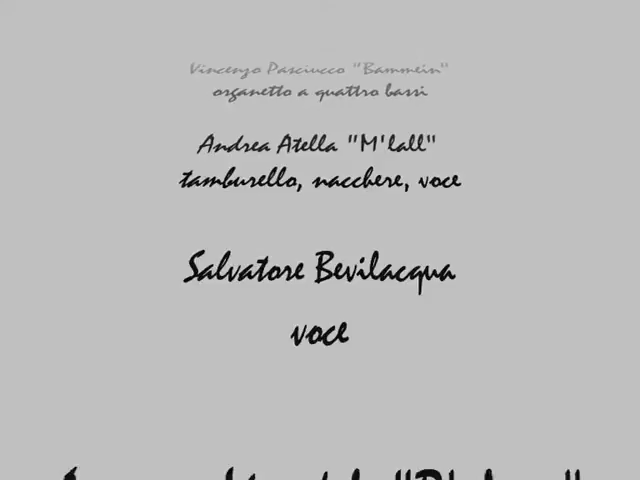 Vincenzo Pasciucco "Bammein"
organetto a quattro bassi
Andrea Atella "M'lall"
tamburello, nacchere, voce
Salvatore Bevilacqua
voce